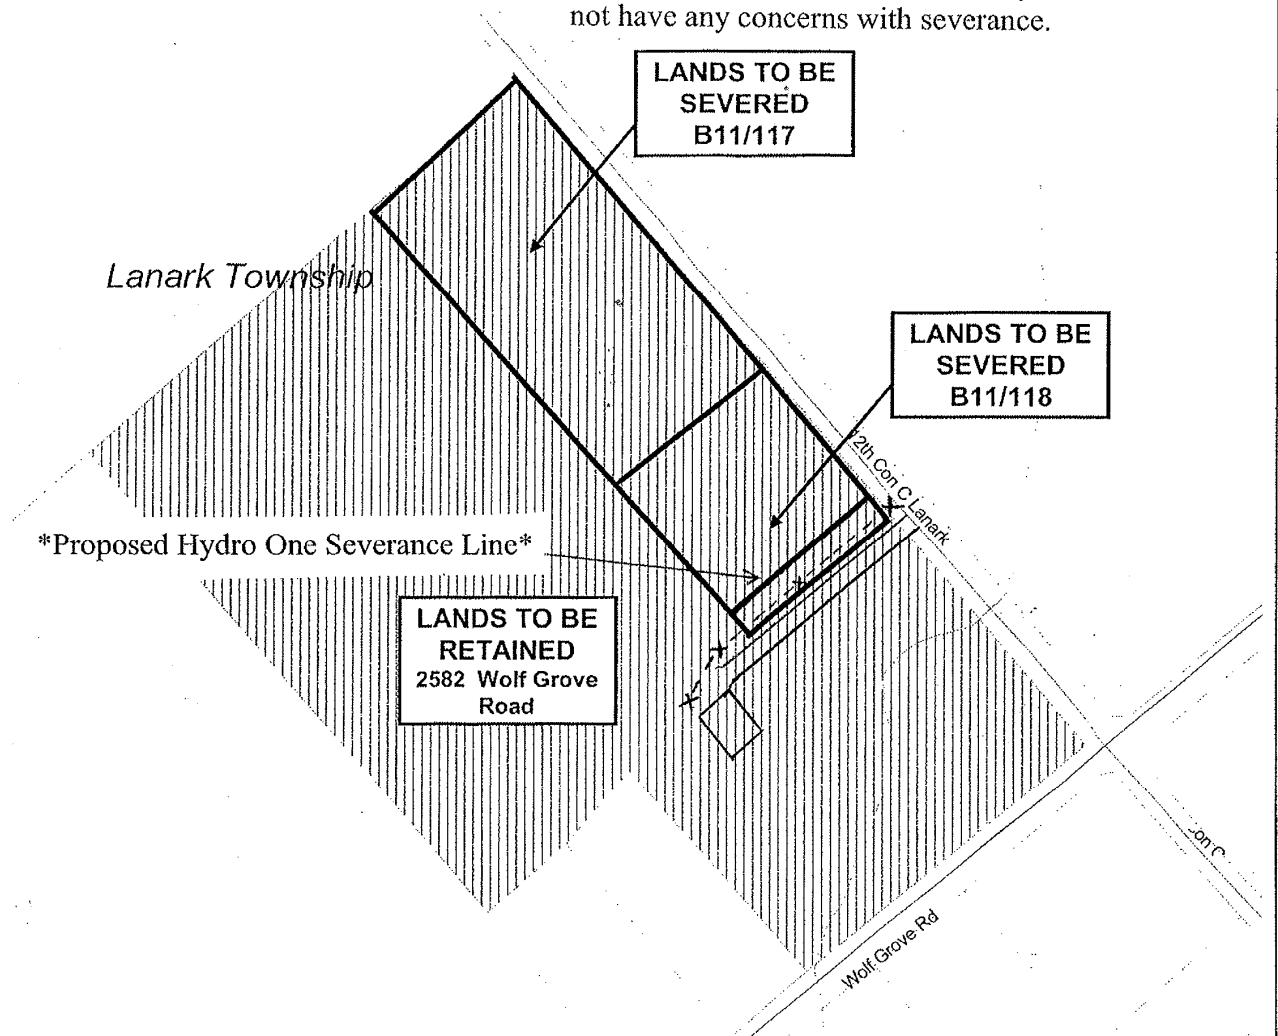 not have any concerns with severance.
LANDS TO BE
SEVERED
B11/117
Lanark Township
LANDS TO BE
SEVERED
B11/118
12th Con C Lanark
*Proposed Hydro One Severance Line*
LANDS TO BE
RETAINED
2582 Wolf Grove
Road
on C
Wolf Grove Rd